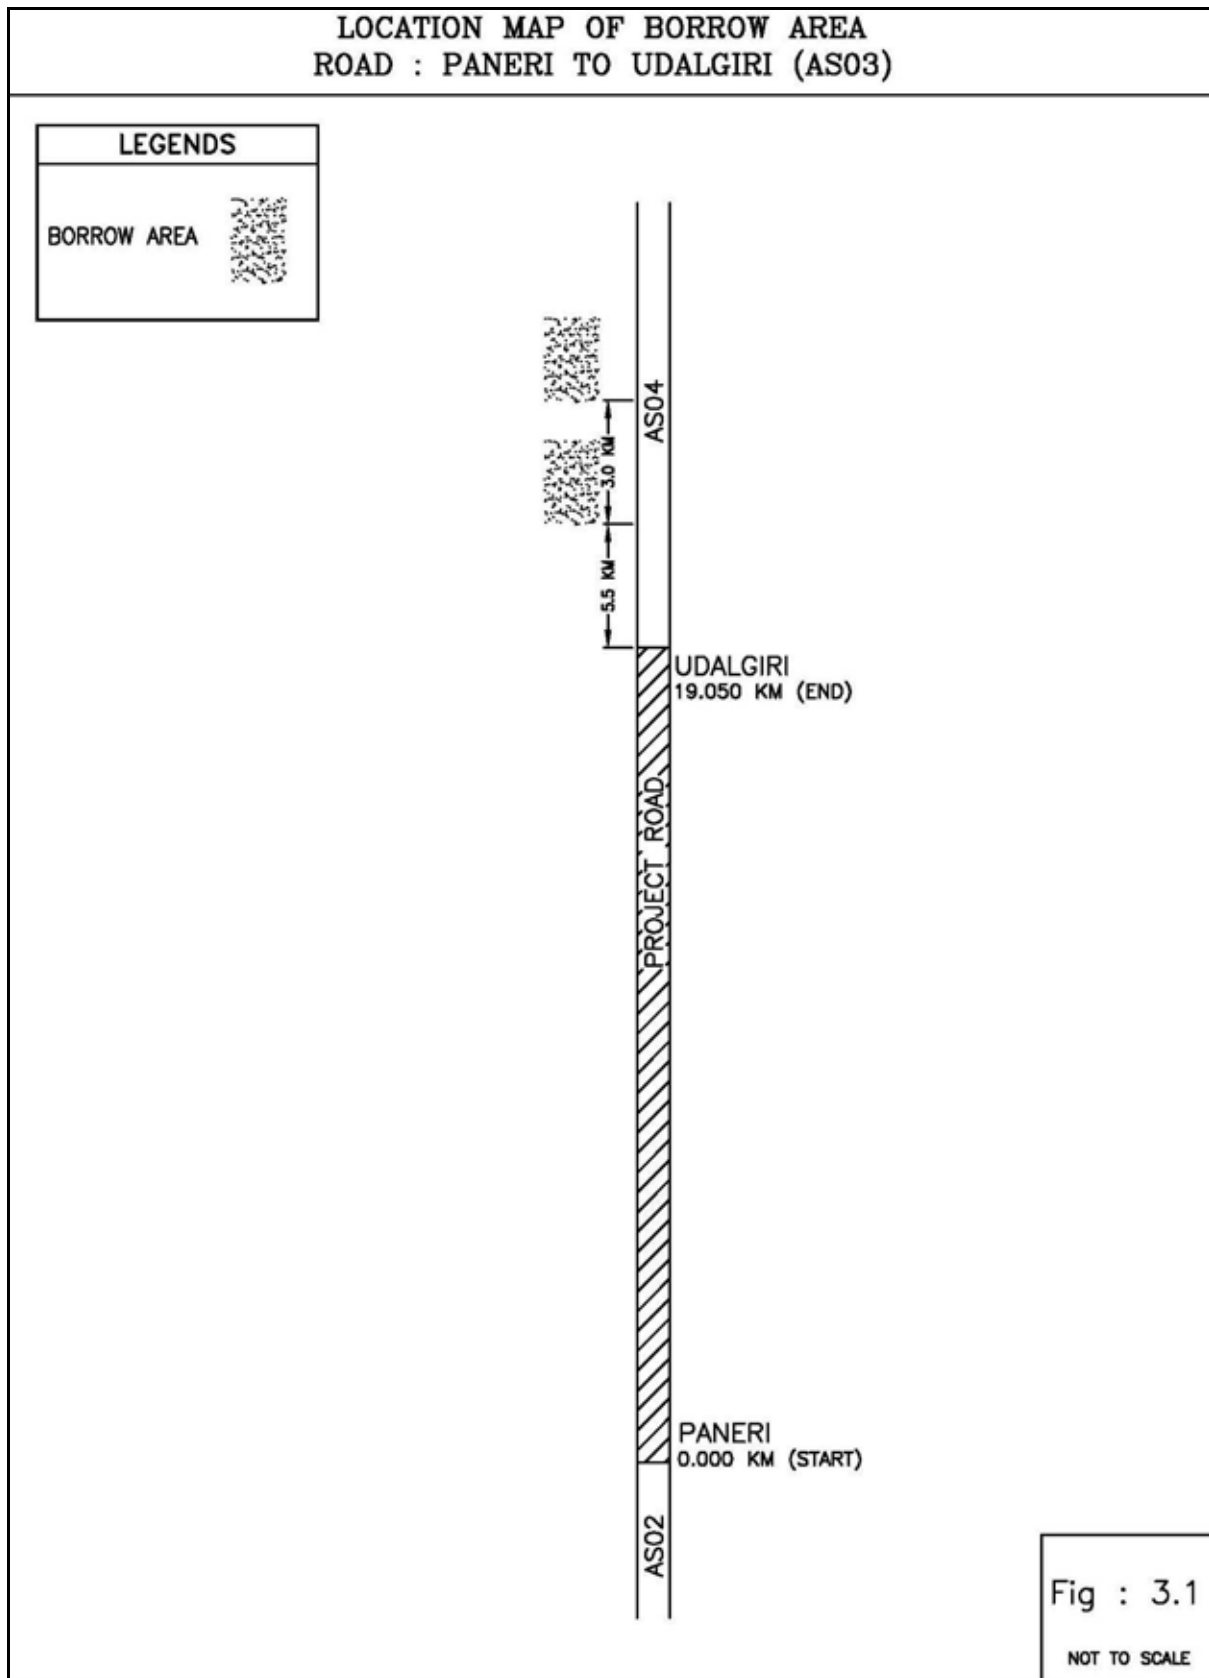 LOCATION MAP OF BORROW AREA
ROAD : PANERI TO UDALGIRI (AS03)
LEGENDS
BORROW AREA
AS04
3.0 KM
5.5 KM
UDALGIRI
19.050 KM (END)
PROJECT ROAD
PANERI
0.000 KM (START)
AS02
Fig : 3.1
NOT TO SCALE